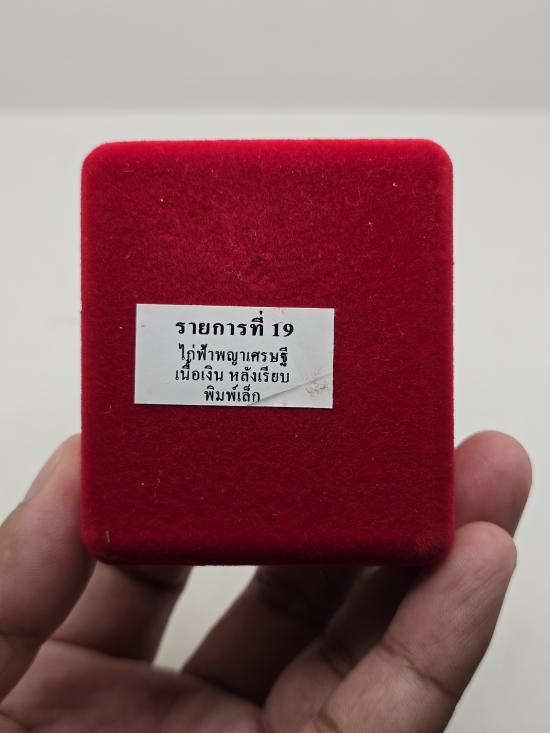 รายการที่ 19
ไก่ฟ้าพญาเศรษฐี
เนื้อเงิน หลังเรียบ
พิมพ์เล็ก